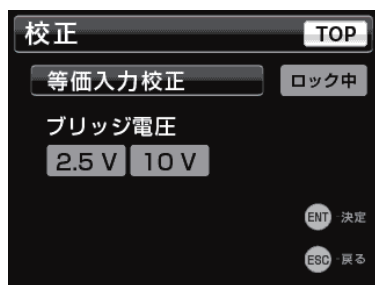 校正 TOP
等価入力校正 ロック中
ブリッジ電圧
2.5 V 10 V
ENT -決定
ESC -戻る